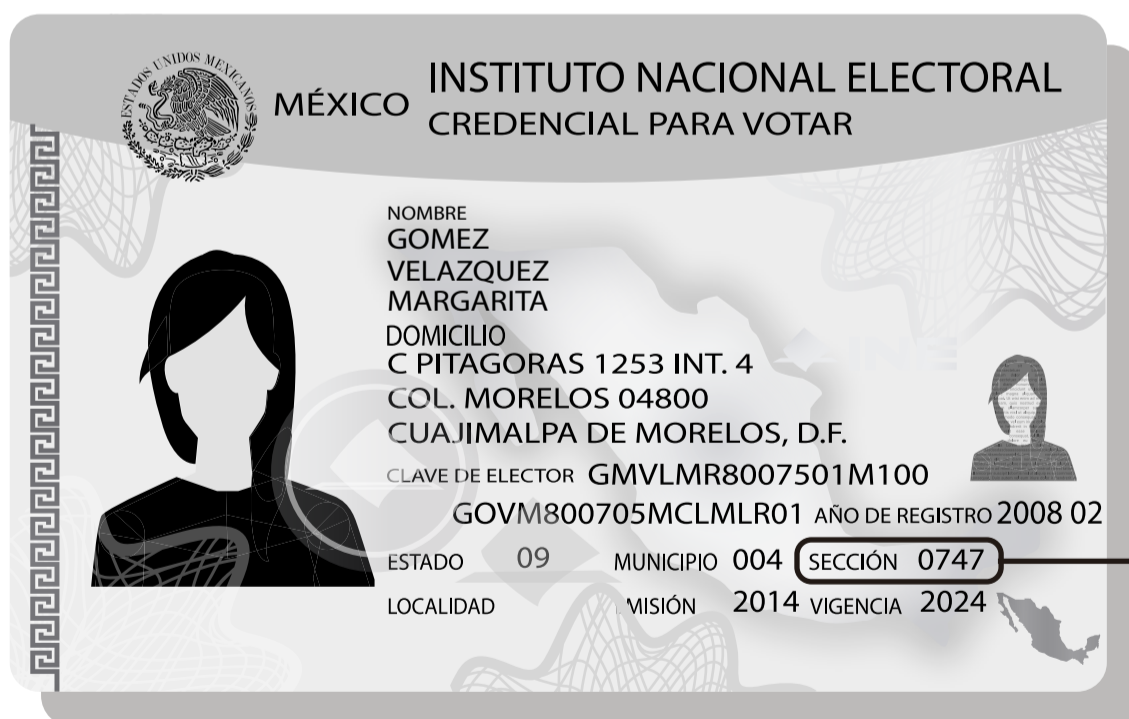 ESTADOS UNIDOS MEXICANOS
MÉXICO
INSTITUTO NACIONAL ELECTORAL
CREDENCIAL PARA VOTAR
NOMBRE
GOMEZ
VELAZQUEZ
MARGARITA
DOMICILIO
C PITAGORAS 1253 INT. 4
COL. MORELOS 04800
CUAJIMALPA DE MORELOS, D.F.
INE
CLAVE DE ELECTOR GMVLMR8007501M100
GOVM800705MCLMLR01 AÑO DE REGISTRO 2008 02
ESTADO 09 MUNICIPIO 004 SECCIÓN 0747
LOCALIDAD MISIÓN 2014 VIGENCIA 2024